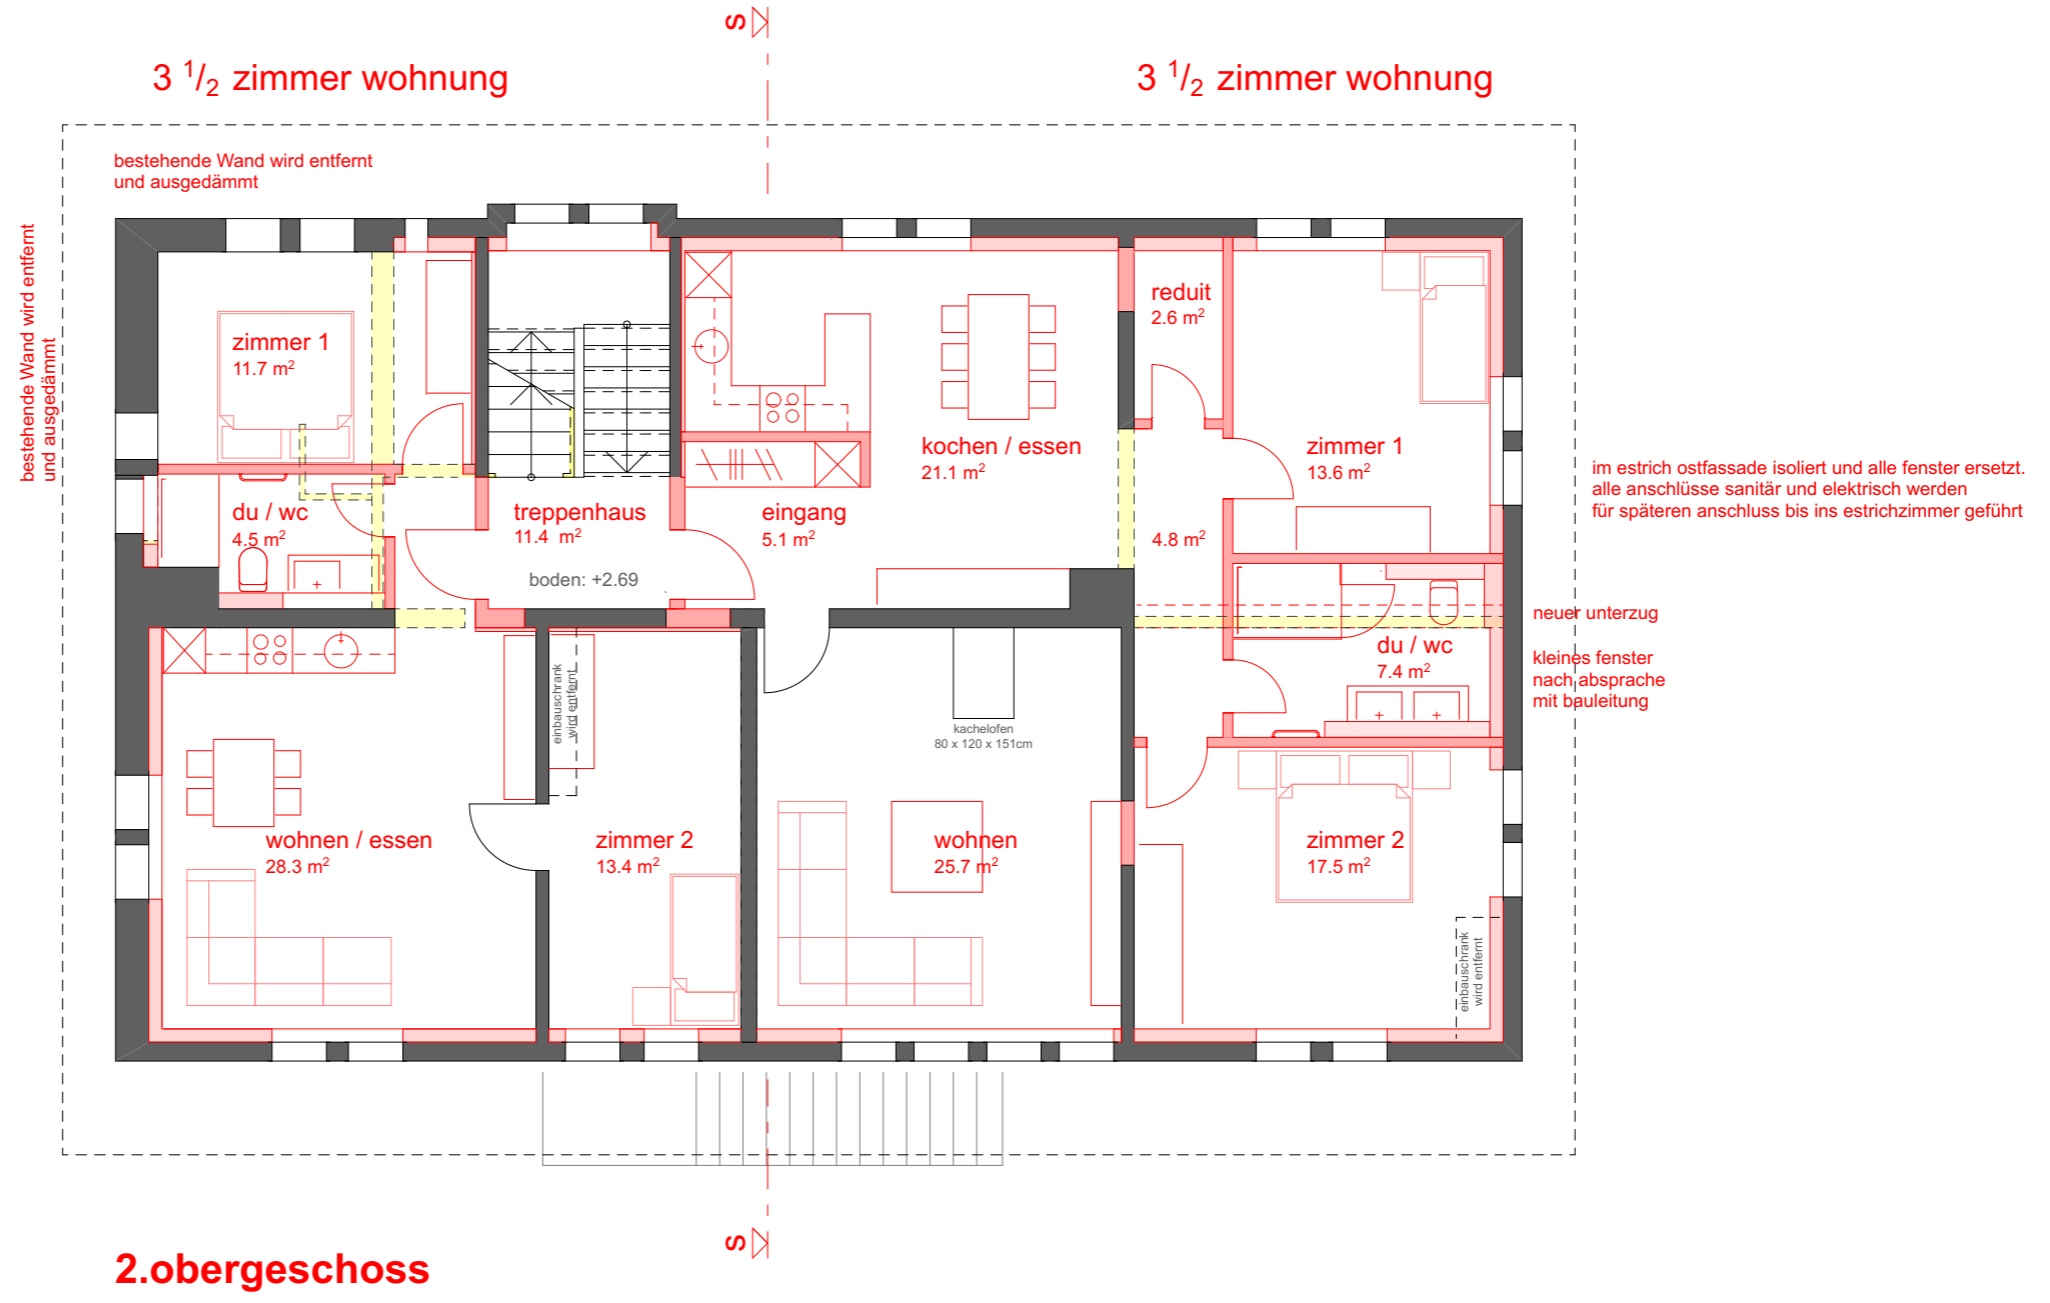 S
3 1/2 zimmer wohnung
3 1/2 zimmer wohnung
bestehende Wand wird entfernt
und ausgedämmt
bestehende Wand wird entfernt
und ausgedämmt
zimmer 1
11.7 m²
reduit
2.6 m²
kochen / essen
21.1 m²
zimmer 1
13.6 m²
im estrich ostfassade isoliert und alle fenster ersetzt.
alle anschlüsse sanitär und elektrisch werden
für späteren anschluss bis ins estrichzimmer geführt
du / wc
4.5 m²
treppenhaus
11.4 m²
boden: +2.69
eingang
5.1 m²
4.8 m²
neuer unterzug
du / wc
7.4 m²
kleines fenster
nach absprache
mit bauleitung
einbauschrank
wird entfernt
kachelofen
80 x 120 x 151cm
wohnen / essen
28.3 m²
zimmer 2
13.4 m²
wohnen
25.7 m²
zimmer 2
17.5 m²
einbauschrank
wird entfernt
S
2.obergeschoss